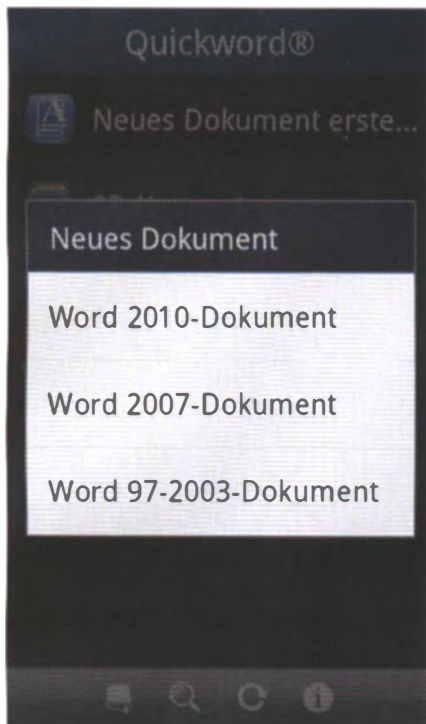 Quickword®
Neues Dokument erste...
Neues Dokument
Word 2010-Dokument
Word 2007-Dokument
Word 97-2003-Dokument